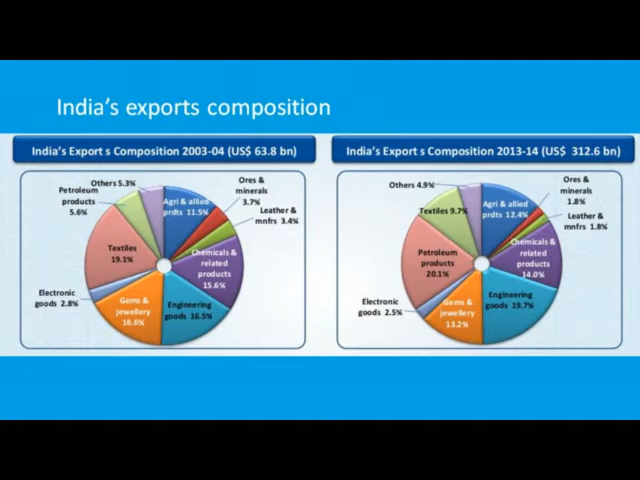 India's exports composition
India's Export s Composition 2003-04 (US$ 63.8 bn)
Others 5.3%
Petroleum
products
5.6%
Agri & allied
prdts 11.5%
Ores &
minerals
3.7%
Leather &
mnfrs 3.4%
Textiles
19.1%
Chemicals &
related
products
15.6%
Electronic
goods 2.8%
Gems &
jewellery
16.6%
Engineering
goods 16.5%
India's Export s Composition 2013-14 (US$ 312.6 bn)
Others 4.9%
Textiles 9.7%
Agri & allied
prdts 12.4%
Ores &
minerals
1.8%
Leather &
mnfrs 1.8%
Petroleum
products
20.1%
Chemicals &
related
products
14.0%
Electronic
goods 2.5%
Gems &
jewellery
13.2%
Engineering
goods 19.7%